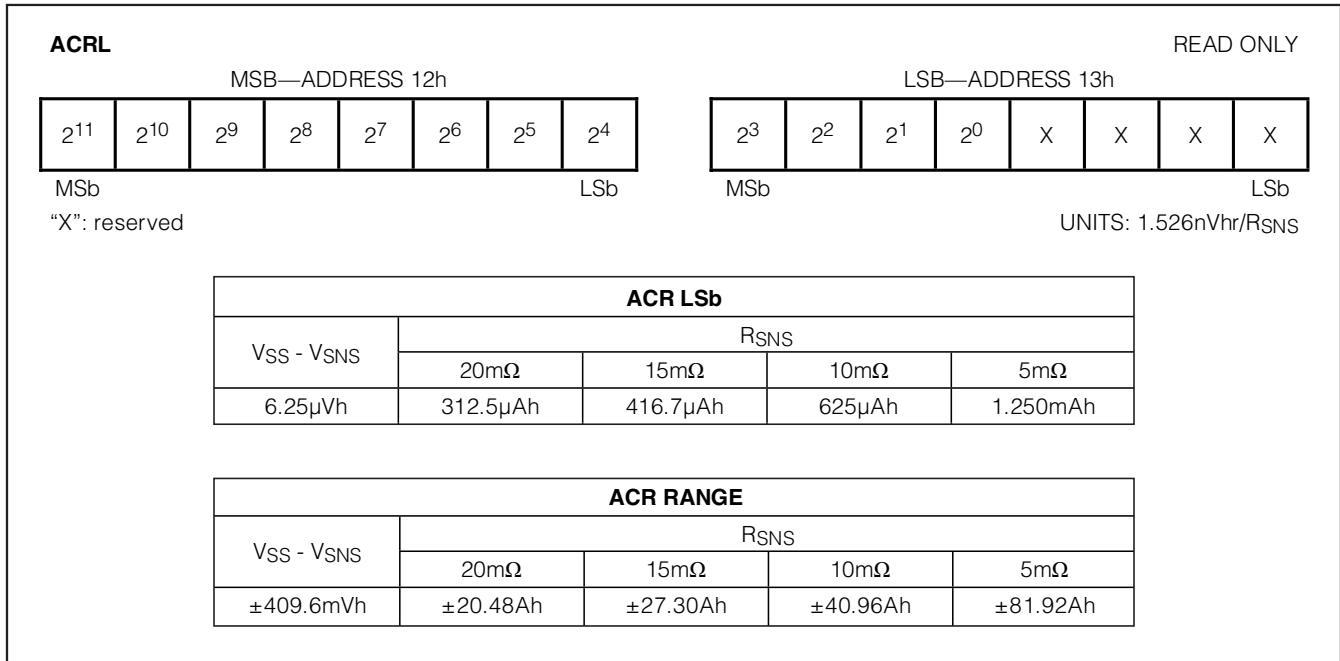 ACRL READ ONLY
MSB—ADDRESS 12h LSB—ADDRESS 13h
2¹¹ 2¹⁰ 2⁹ 2⁸ 2⁷ 2⁶ 2⁵ 2⁴ 2³ 2² 2¹ 2⁰ X X X X
MSb LSb MSb LSb
“X”: reserved UNITS: 1.526nVhr/RSNS
ACR LSb
VSS - VSNS RSNS
20mΩ 15mΩ 10mΩ 5mΩ
6.25µVh 312.5µAh 416.7µAh 625µAh 1.250mAh
ACR RANGE
VSS - VSNS RSNS
20mΩ 15mΩ 10mΩ 5mΩ
±409.6mVh ±20.48Ah ±27.30Ah ±40.96Ah ±81.92Ah